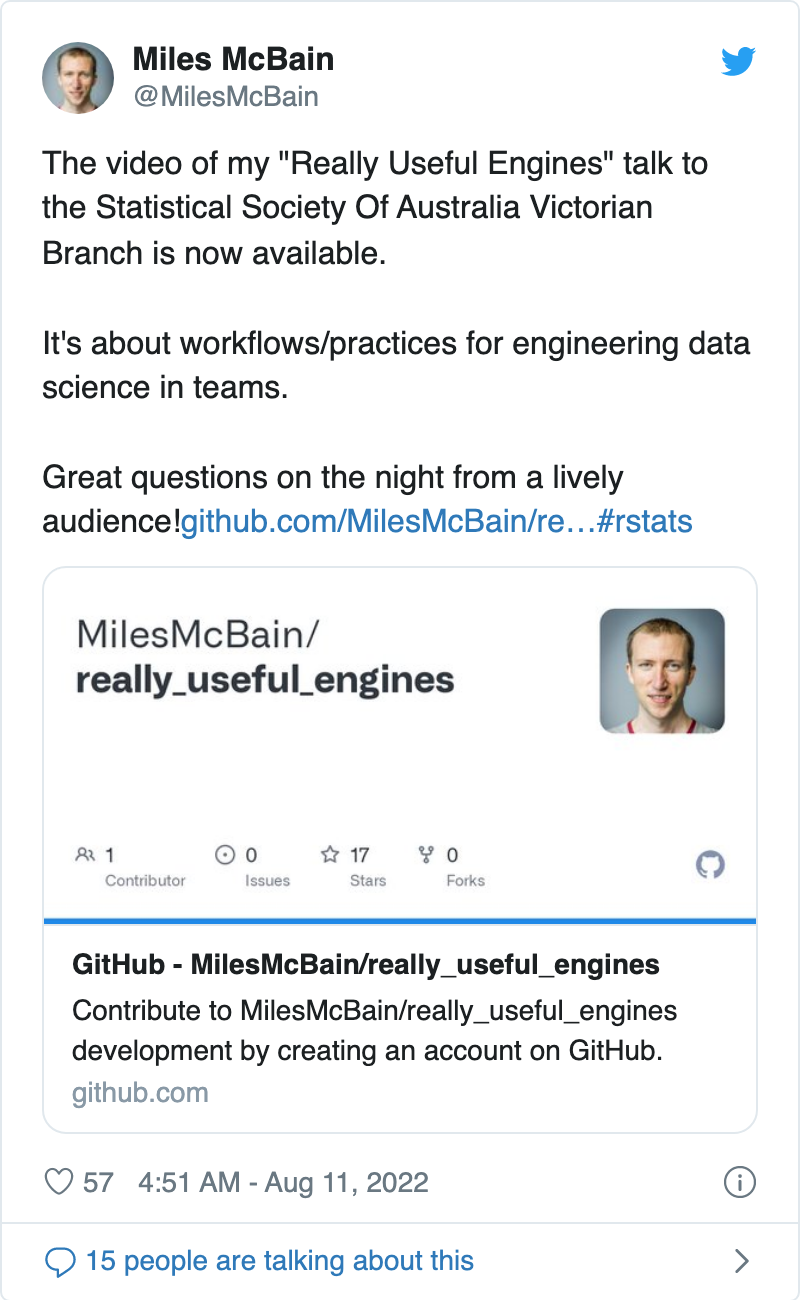 Miles McBain
@MilesMcBain
The video of my "Really Useful Engines" talk to
the Statistical Society Of Australia Victorian
Branch is now available.
It's about workflows/practices for engineering data
science in teams.
Great questions on the night from a lively
audience!github.com/MilesMcBain/re…#rstats
MilesMcBain/
really_useful_engines
1 0 17 0
Contributor Issues Stars Forks
GitHub - MilesMcBain/really_useful_engines
Contribute to MilesMcBain/really_useful_engines
development by creating an account on GitHub.
github.com
57 4:51 AM - Aug 11, 2022
15 people are talking about this